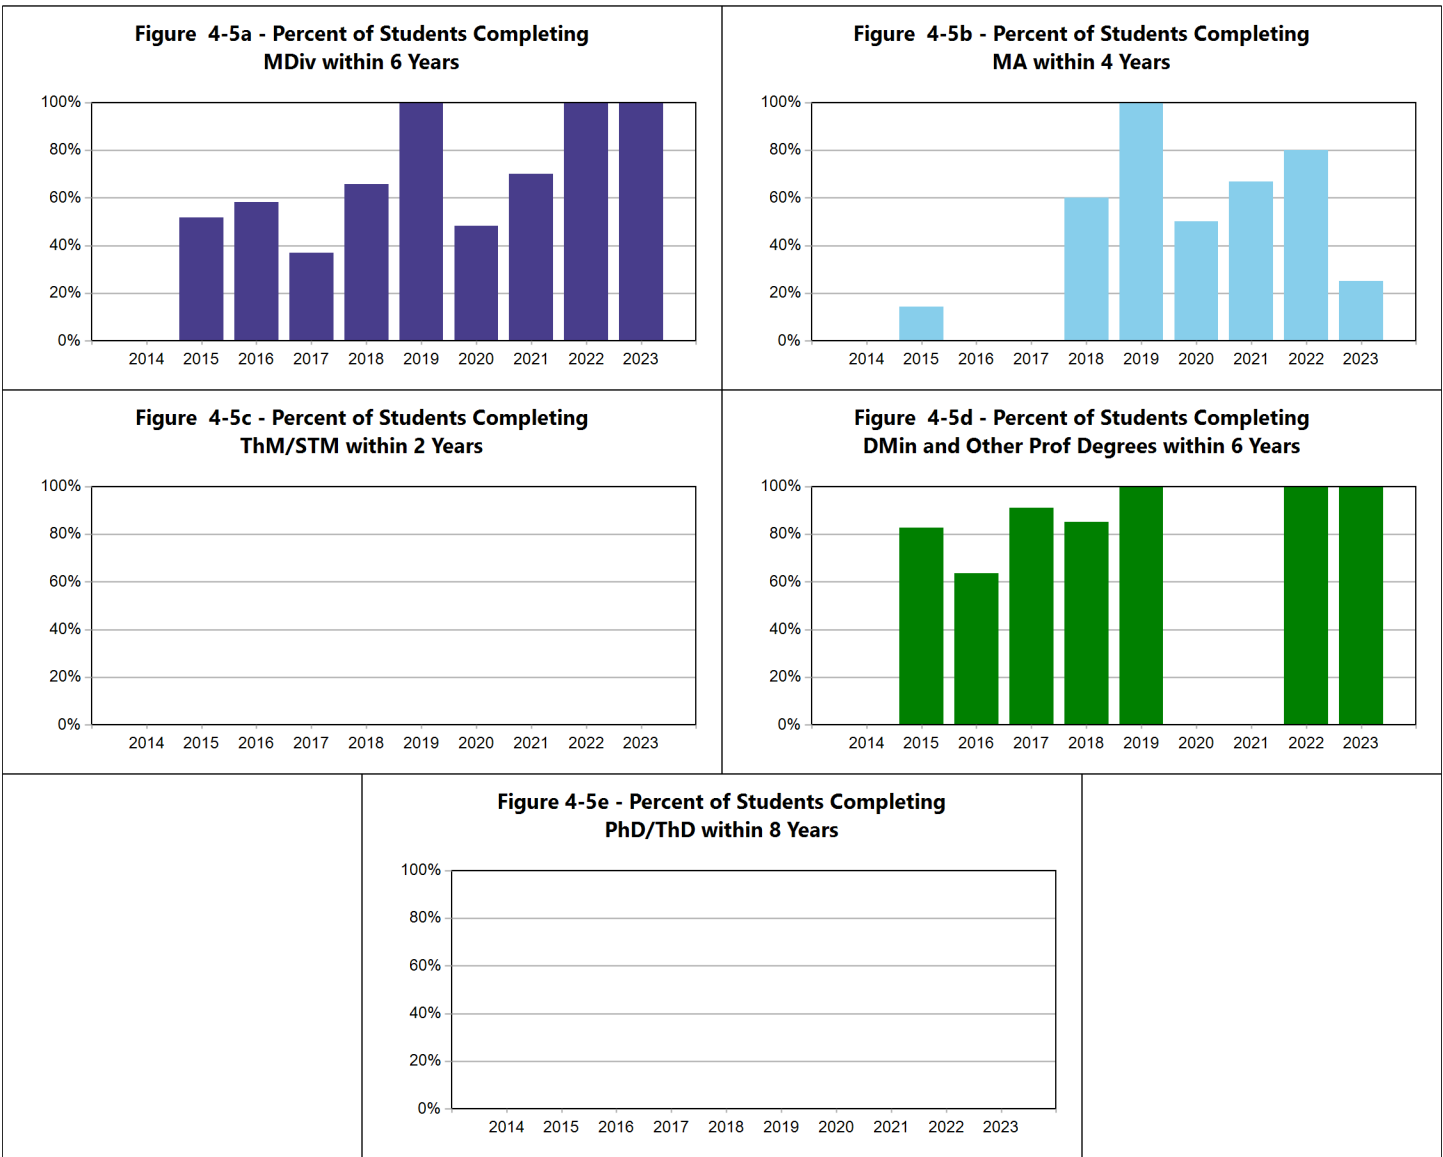 Figure  4-5a - Percent of Students Completing
MDiv within 6 Years
100%
80%
60%
40%
20%
0%
2014 2015 2016 2017 2018 2019 2020 2021 2022 2023
Figure  4-5b - Percent of Students Completing
MA within 4 Years
100%
80%
60%
40%
20%
0%
2014 2015 2016 2017 2018 2019 2020 2021 2022 2023
Figure  4-5c - Percent of Students Completing
ThM/STM within 2 Years
100%
80%
60%
40%
20%
0%
2014 2015 2016 2017 2018 2019 2020 2021 2022 2023
Figure  4-5d - Percent of Students Completing
DMin and Other Prof Degrees within 6 Years
100%
80%
60%
40%
20%
0%
2014 2015 2016 2017 2018 2019 2020 2021 2022 2023
Figure 4-5e - Percent of Students Completing
PhD/ThD within 8 Years
100%
80%
60%
40%
20%
0%
2014 2015 2016 2017 2018 2019 2020 2021 2022 2023